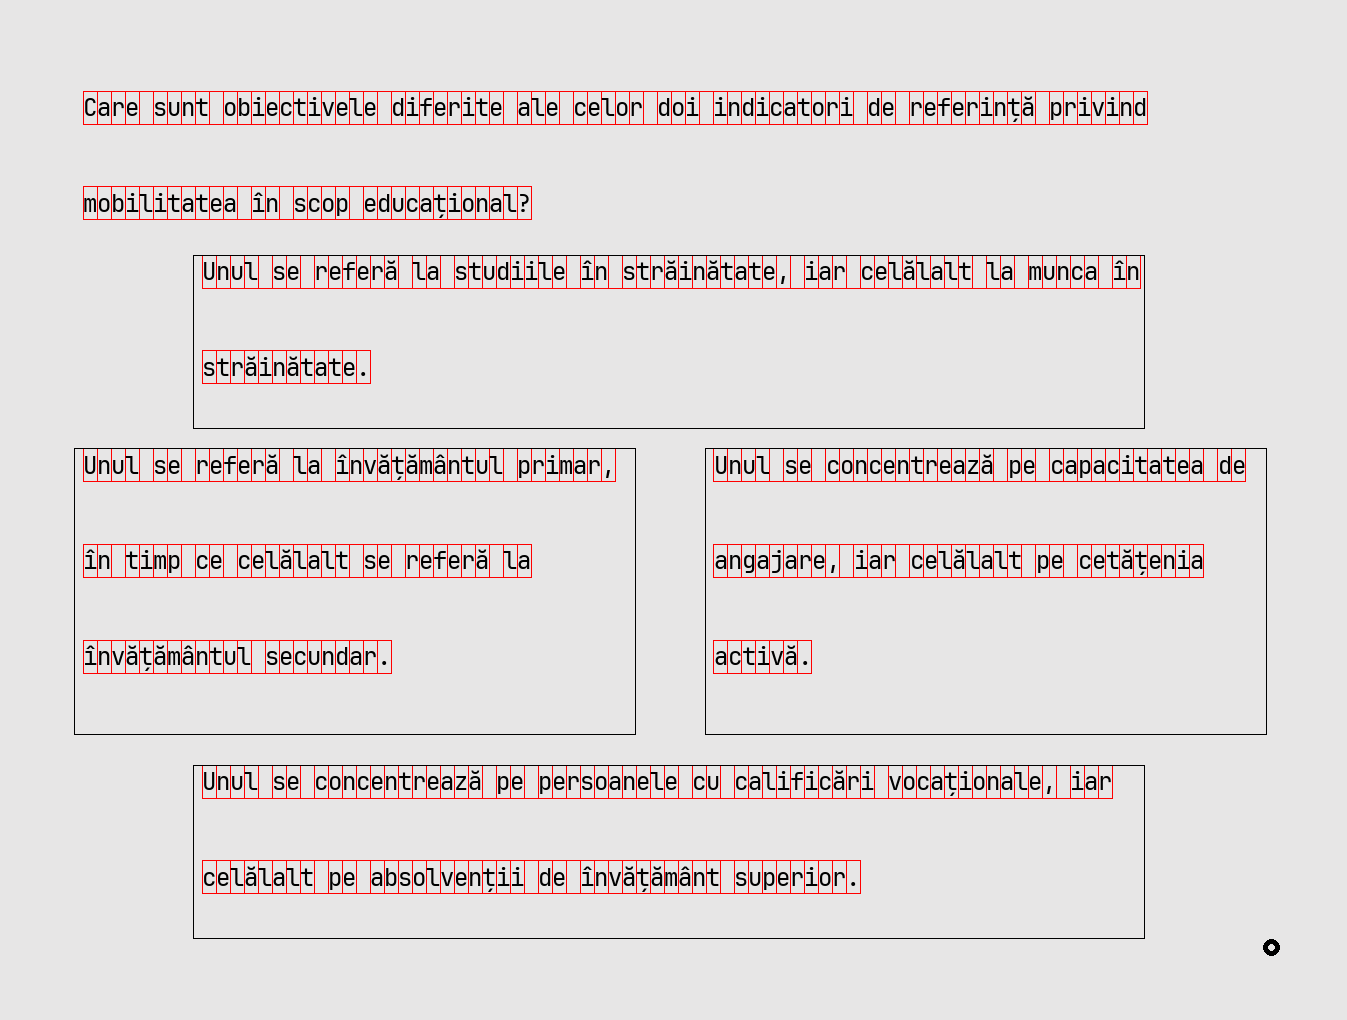 Care sunt obiectivele diferite ale celor doi indicatori de referință privind
mobilitatea în scop educațional?
Unul se referă la studiile în străinătate, iar celălalt la munca în
străinătate.
Unul se referă la învățământul primar,
în timp ce celălalt se referă la
învățământul secundar.
Unul se concentrează pe capacitatea de
angajare, iar celălalt pe cetățenia
activă.
Unul se concentrează pe persoanele cu calificări vocaționale, iar
celălalt pe absolvenții de învățământ superior.